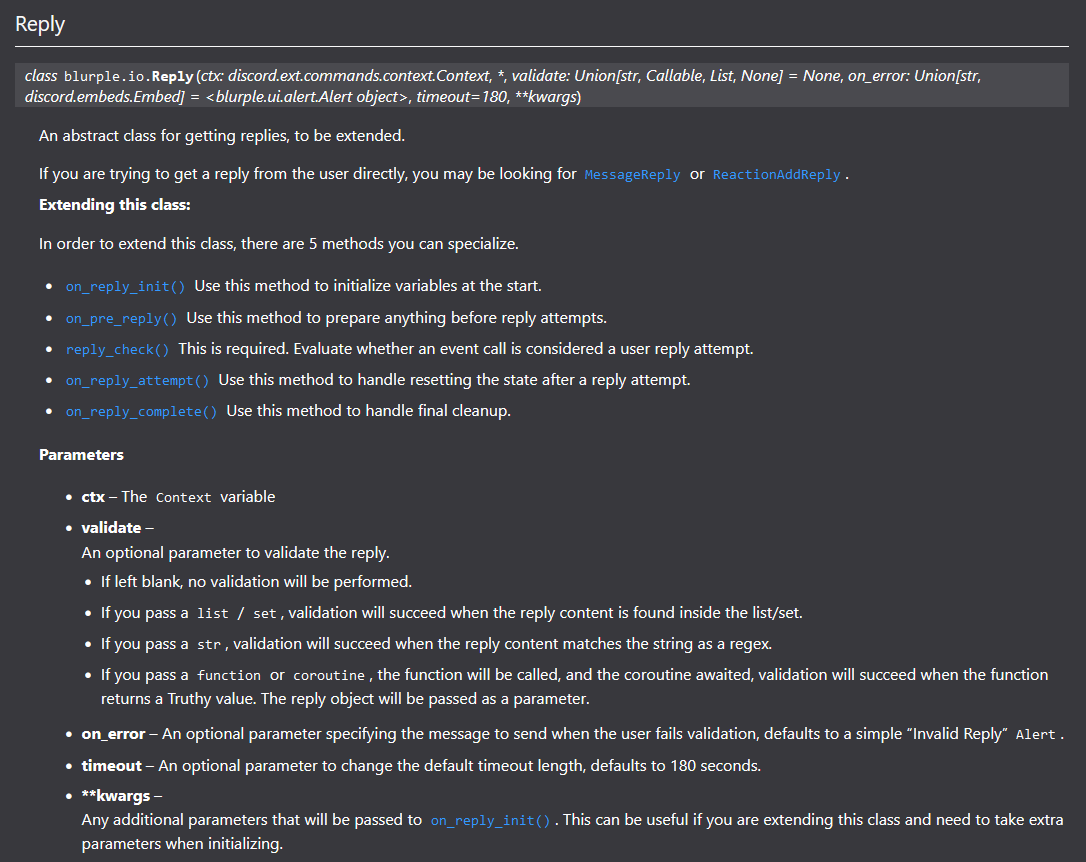 Reply
class blurple.io.Reply(ctx: discord.ext.commands.context.Context, *, validate: Union[str, Callable, List, None] = None, on_error: Union[str,
discord.embeds.Embed] = <blurple.ui.alert.Alert object>, timeout=180, **kwargs)
An abstract class for getting replies, to be extended.
If you are trying to get a reply from the user directly, you may be looking for MessageReply or ReactionAddReply .
Extending this class:
In order to extend this class, there are 5 methods you can specialize.
• on_reply_init() Use this method to initialize variables at the start.
• on_pre_reply() Use this method to prepare anything before reply attempts.
• reply_check() This is required. Evaluate whether an event call is considered a user reply attempt.
• on_reply_attempt() Use this method to handle resetting the state after a reply attempt.
• on_reply_complete() Use this method to handle final cleanup.
Parameters
• ctx – The Context variable
• validate –
An optional parameter to validate the reply.
• If left blank, no validation will be performed.
• If you pass a list / set , validation will succeed when the reply content is found inside the list/set.
• If you pass a str , validation will succeed when the reply content matches the string as a regex.
• If you pass a function or coroutine , the function will be called, and the coroutine awaited, validation will succeed when the function
returns a Truthy value. The reply object will be passed as a parameter.
• on_error – An optional parameter specifying the message to send when the user fails validation, defaults to a simple “Invalid Reply” Alert .
• timeout – An optional parameter to change the default timeout length, defaults to 180 seconds.
• **kwargs –
Any additional parameters that will be passed to on_reply_init() . This can be useful if you are extending this class and need to take extra
parameters when initializing.